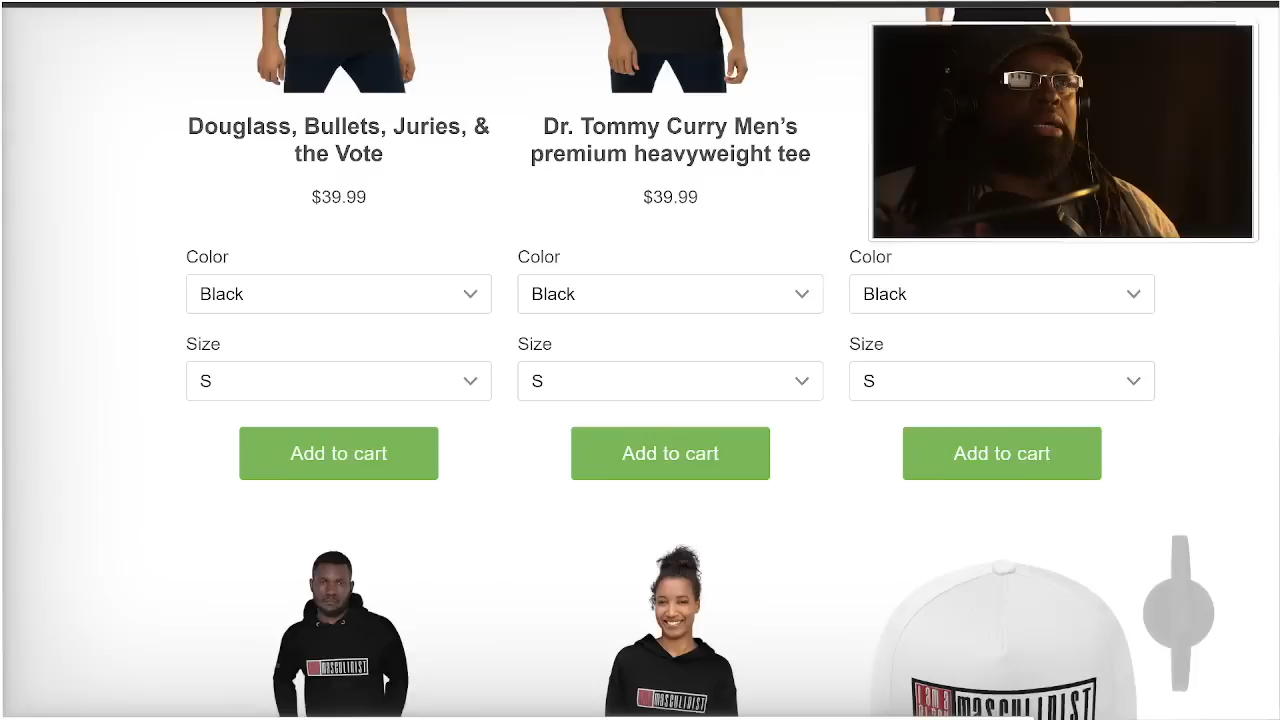 Douglass, Bullets, Juries, &
the Vote
$39.99
Dr. Tommy Curry Men’s
premium heavyweight tee
$39.99
Color
Black
Size
S
Add to cart
Color
Black
Size
S
Add to cart
Color
Black
Size
S
Add to cart
MASCULINIST
MASCULINIST
I am a
MASCULINIST